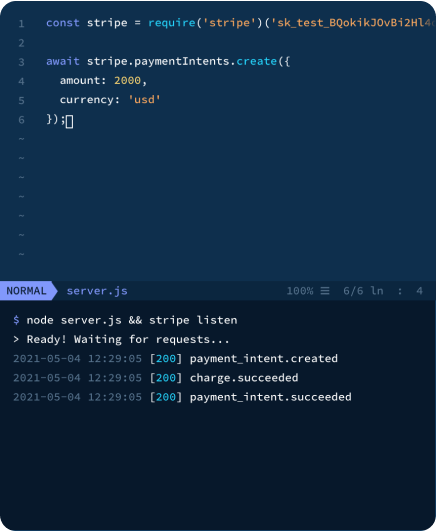 1 const stripe = require('stripe')('sk_test_BQokikJOvBi2Hl4
2
3 await stripe.paymentIntents.create({
4 amount: 2000,
5 currency: 'usd'
6 });
~
~
~
~
~
~
~
NORMAL server.js 100% ☰ 6/6 ln : 4
$ node server.js && stripe listen
> Ready! Waiting for requests...
2021-05-04 12:29:05 [200] payment_intent.created
2021-05-04 12:29:05 [200] charge.succeeded
2021-05-04 12:29:05 [200] payment_intent.succeeded